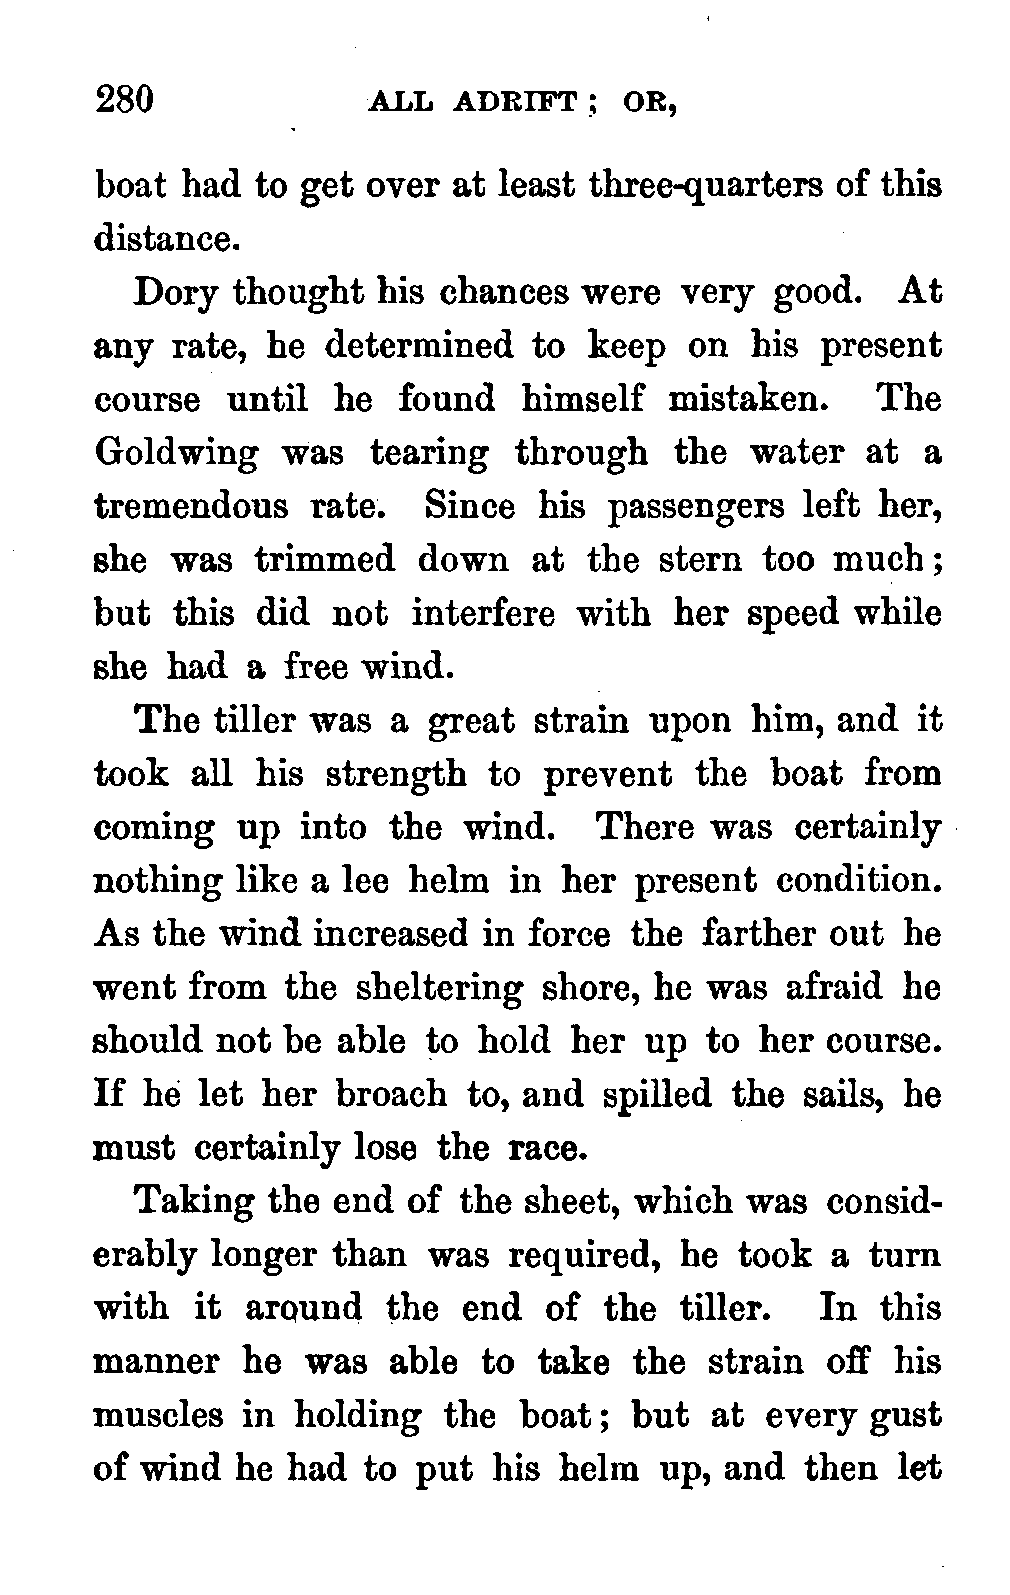 280 ALL ADRIFT; OR,
boat had to get over at least three-quarters of this
distance.
Dory thought his chances were very good. At
any rate, he determined to keep on his present
course until he found himself mistaken. The
Goldwing was tearing through the water at a
tremendous rate. Since his passengers left her,
she was trimmed down at the stern too much;
but this did not interfere with her speed while
she had a free wind.
The tiller was a great strain upon him, and it
took all his strength to prevent the boat from
coming up into the wind. There was certainly
nothing like a lee helm in her present condition.
As the wind increased in force the farther out he
went from the sheltering shore, he was afraid he
should not be able to hold her up to her course.
If he let her broach to, and spilled the sails, he
must certainly lose the race.
Taking the end of the sheet, which was consid-
erably longer than was required, he took a turn
with it around the end of the tiller. In this
manner he was able to take the strain off his
muscles in holding the boat; but at every gust
of wind he had to put his helm up, and then let